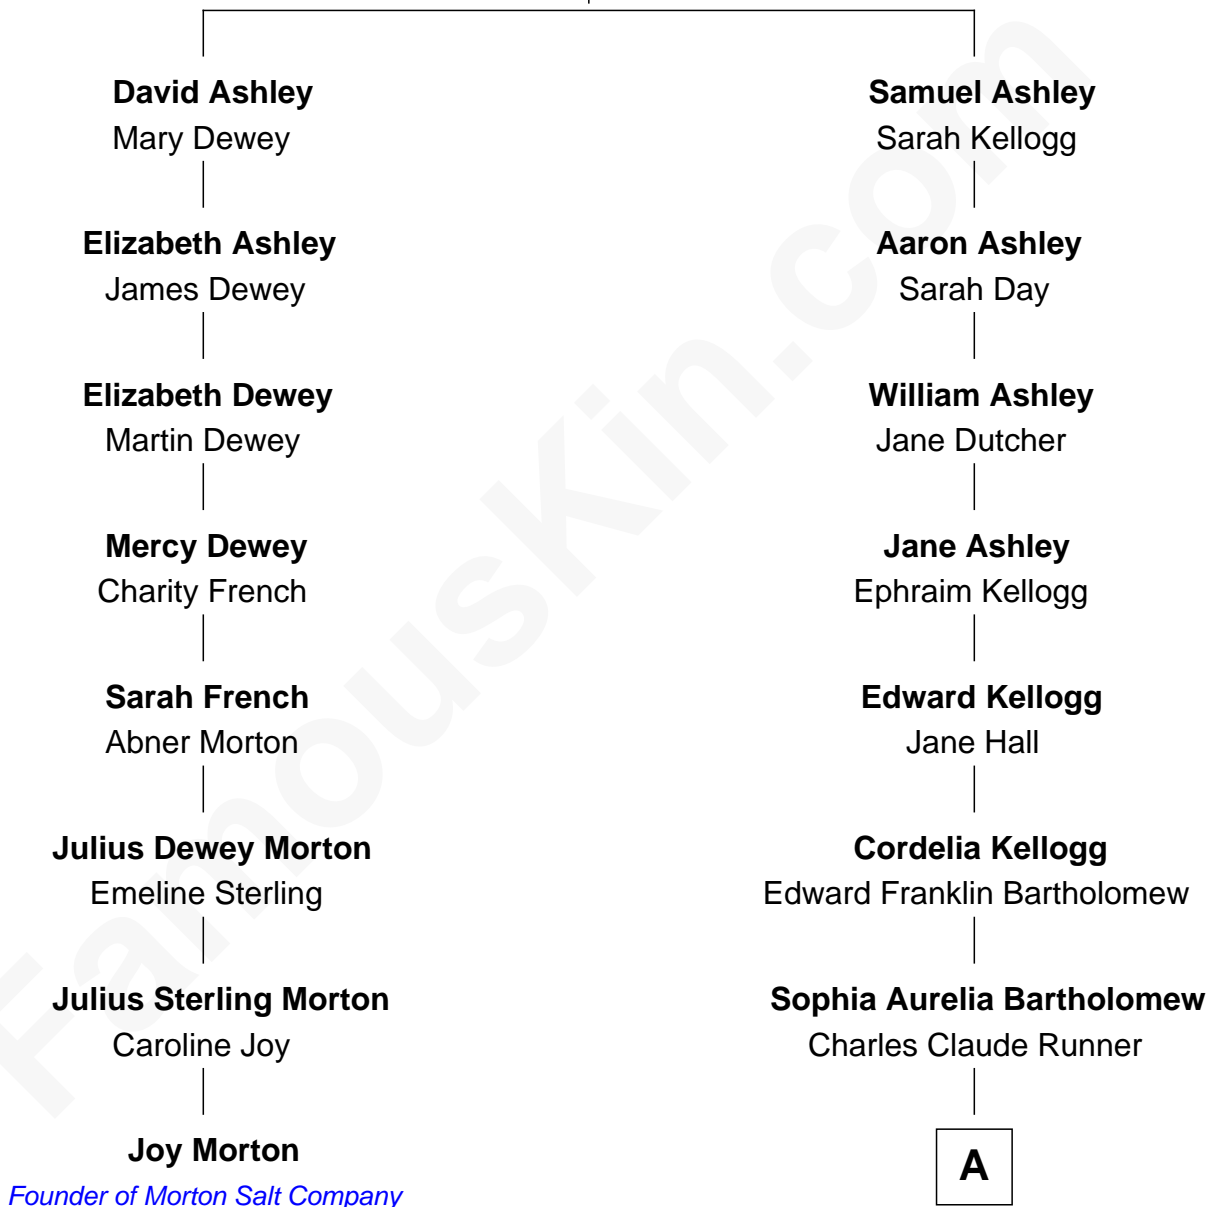 David Ashley
Mary Dewey
Samuel Ashley
Sarah Kellogg
Elizabeth Ashley
James Dewey
Aaron Ashley
Sarah Day
Elizabeth Dewey
Martin Dewey
William Ashley
Jane Dutcher
Mercy Dewey
Charity French
Jane Ashley
Ephraim Kellogg
Sarah French
Abner Morton
Edward Kellogg
Jane Hall
Julius Dewey Morton
Emeline Sterling
Cordelia Kellogg
Edward Franklin Bartholomew
Julius Sterling Morton
Caroline Joy
Sophia Aurelia Bartholomew
Charles Claude Runner
Joy Morton
Founder of Morton Salt Company
A
FamousKin.com